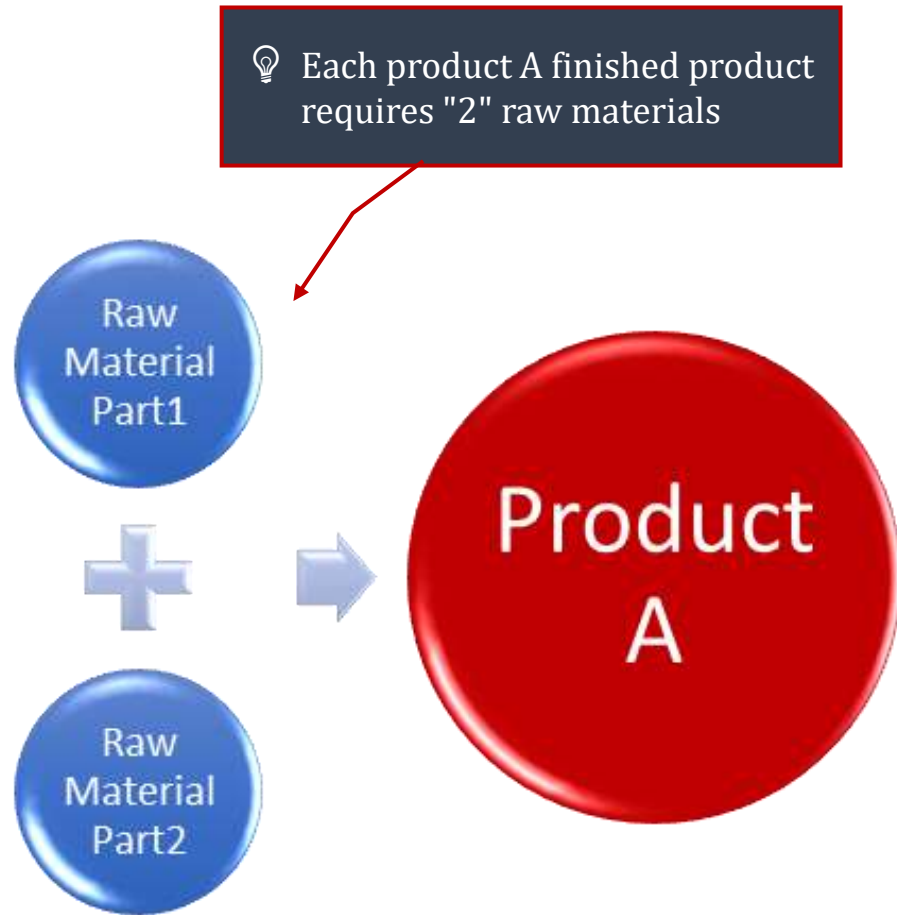 Each product A finished product
requires "2" raw materials
Raw
Material
Part1
Product
A
Raw
Material
Part2